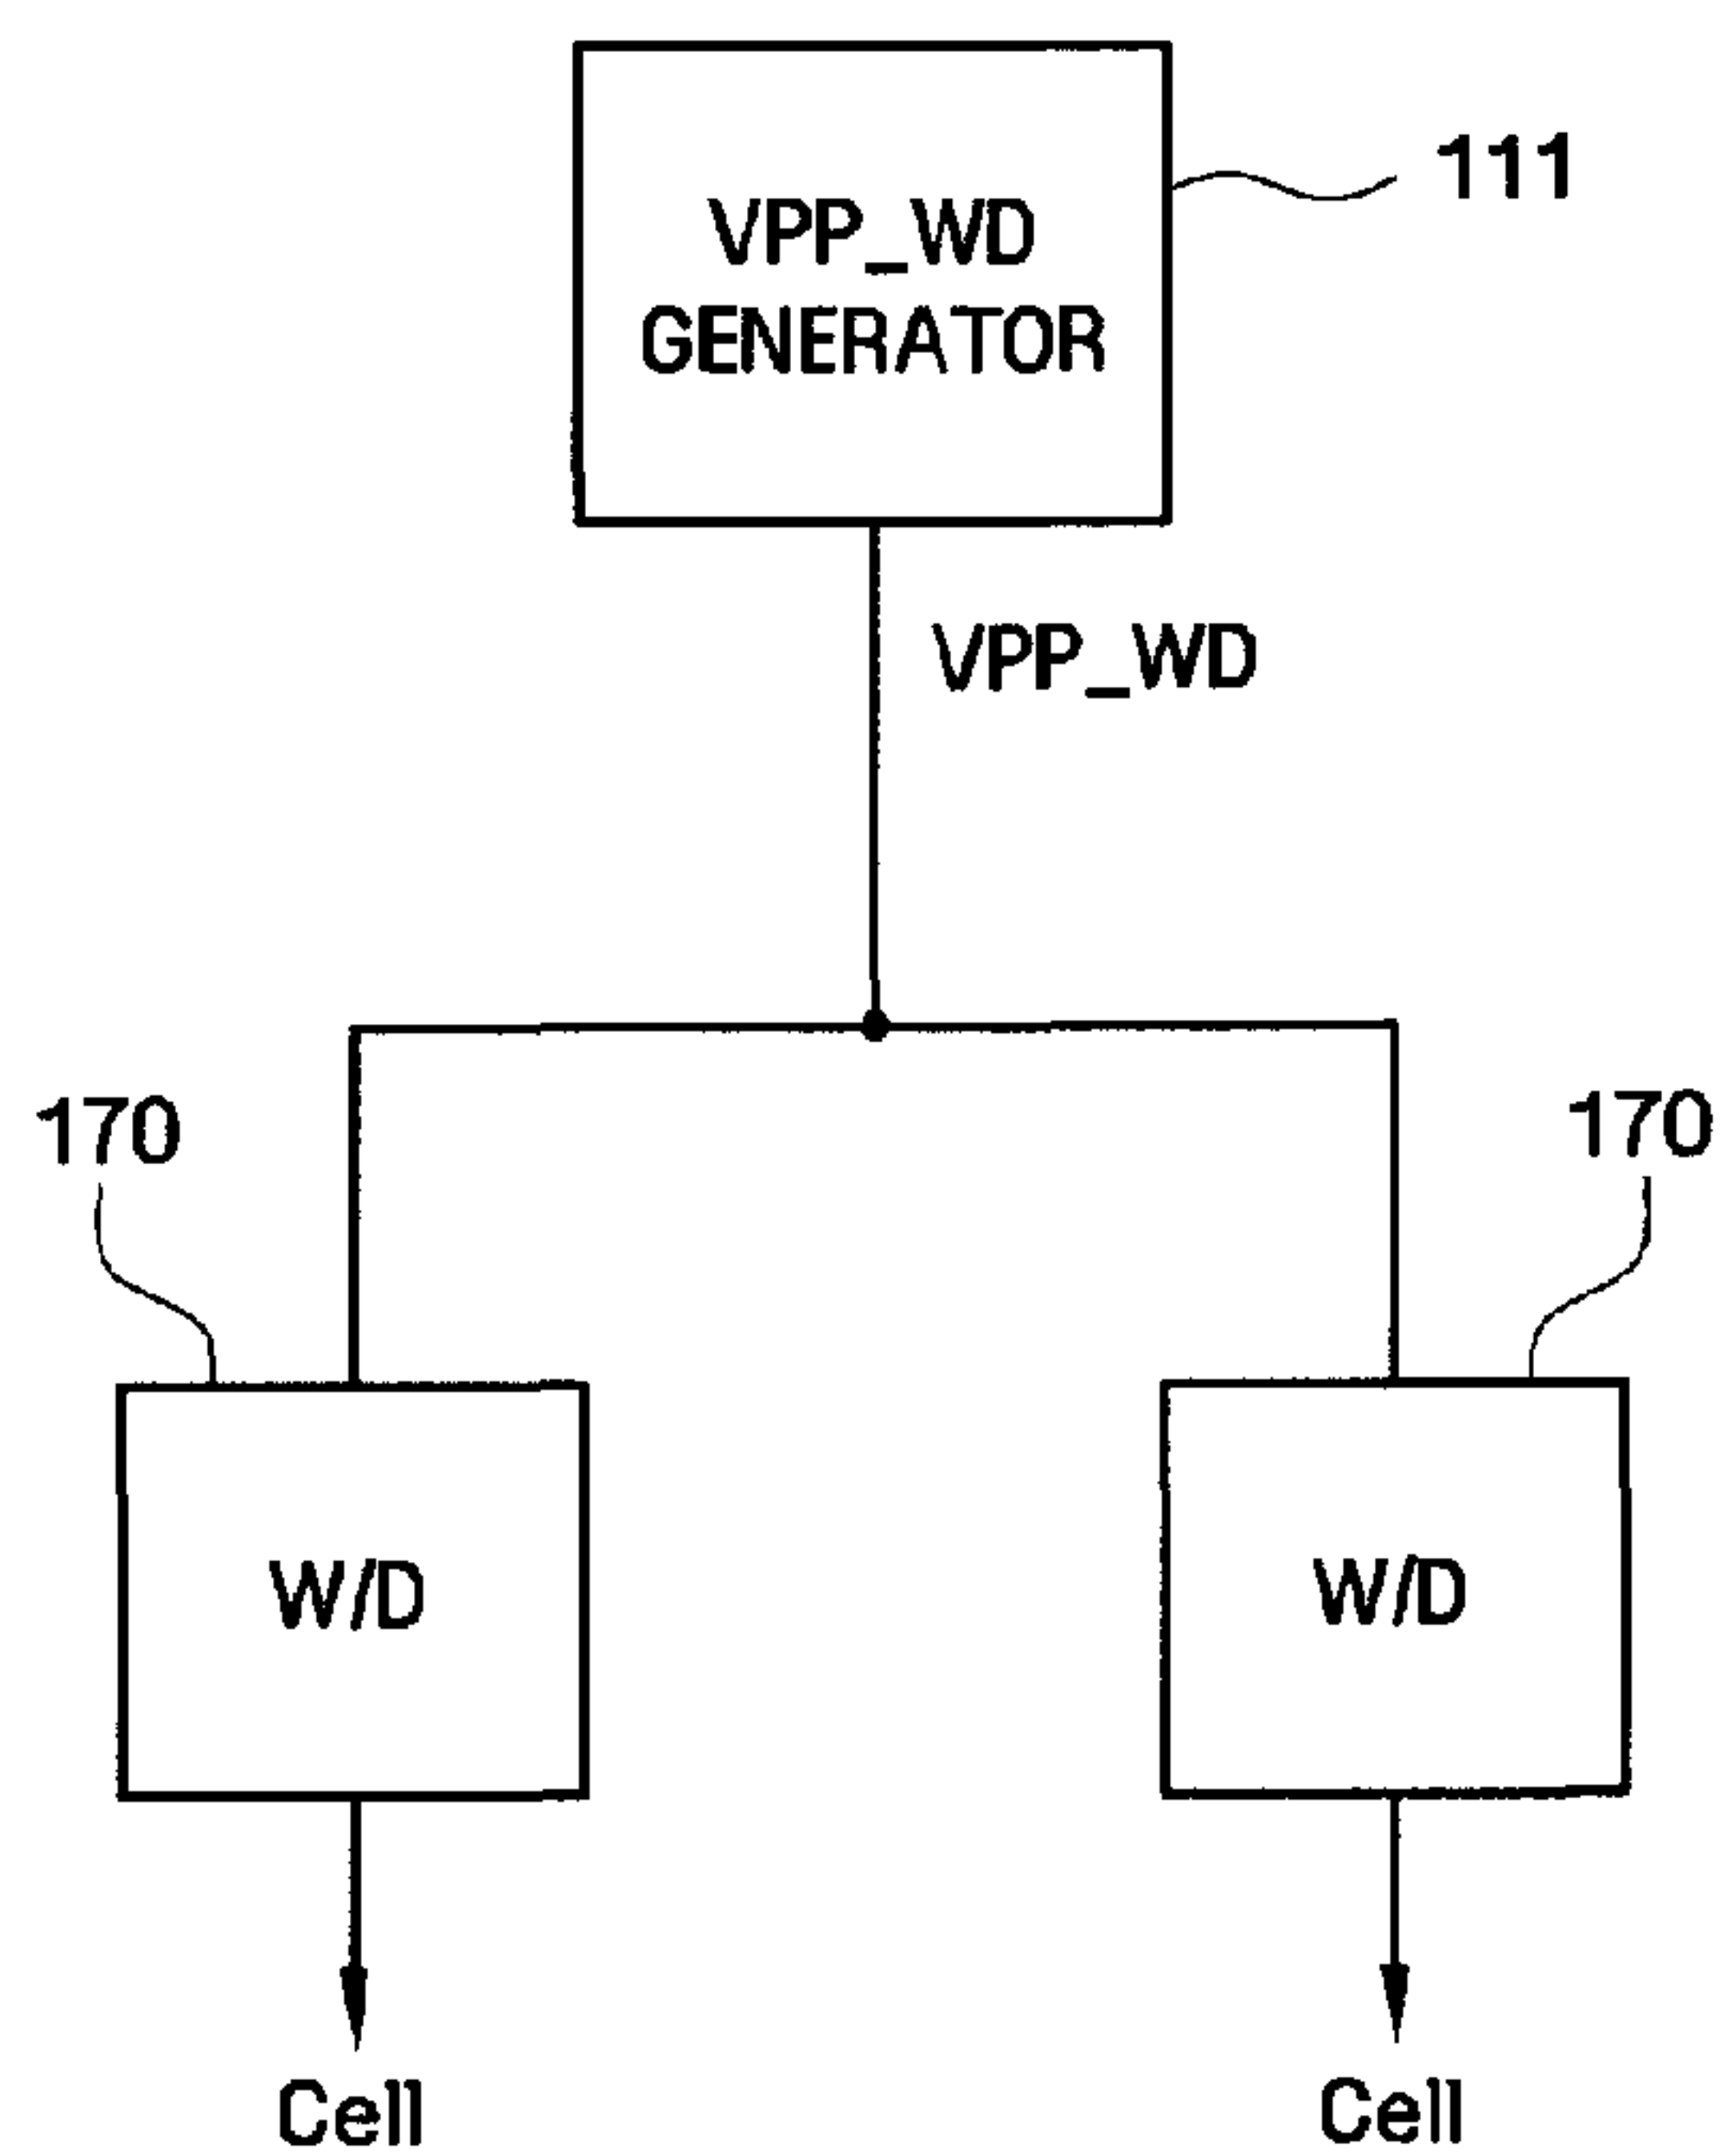 111
VPP_WD
GENERATOR
VPP_WD
170
170
W/D
W/D
Cell
Cell